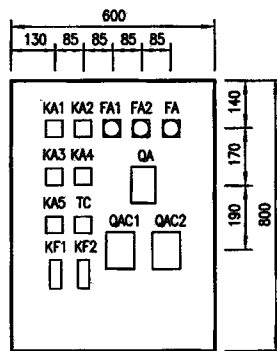 600
130 85 85 85 85
KA1 KA2 FA1 FA2 FA
140
KA3 KA4 QA
170
KA5 TC QAC1 QAC2
190
800
KF1 KF2